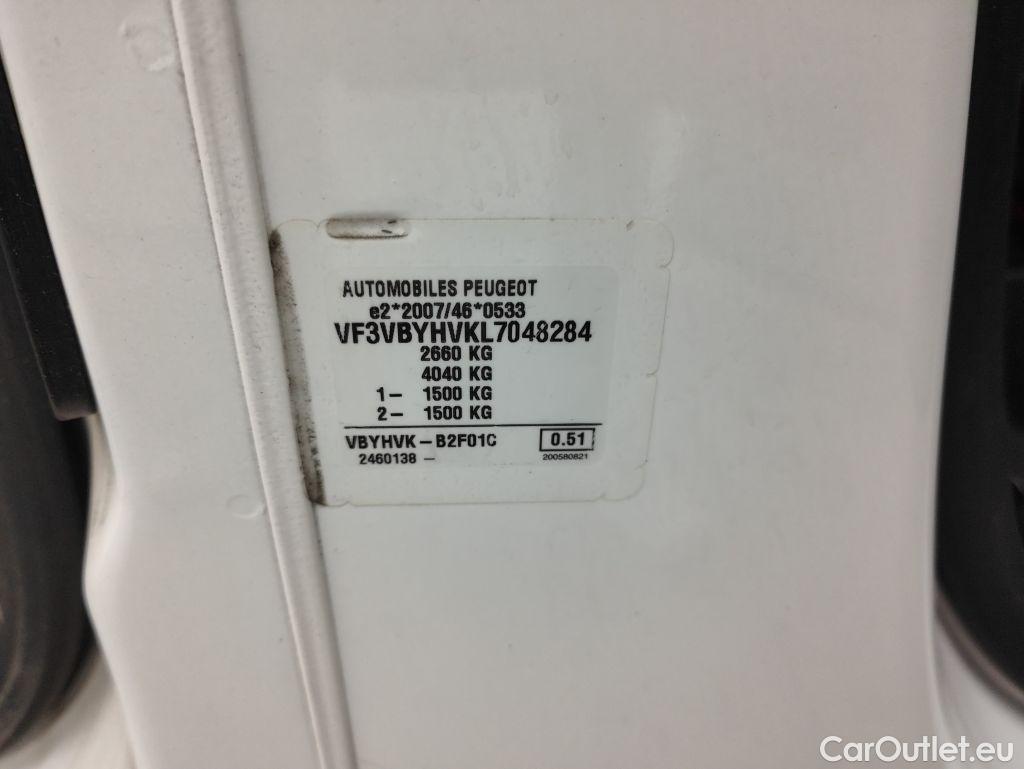 AUTOMOBILES PEUGEOT
e2*2007/46*0533
VF3VBYHVKL7048284
2660 KG
4040 KG
1- 1500 KG
2- 1500 KG
VBYHVK-B2F01C 0.51
2460138 - 200580821
CarOutlet.eu